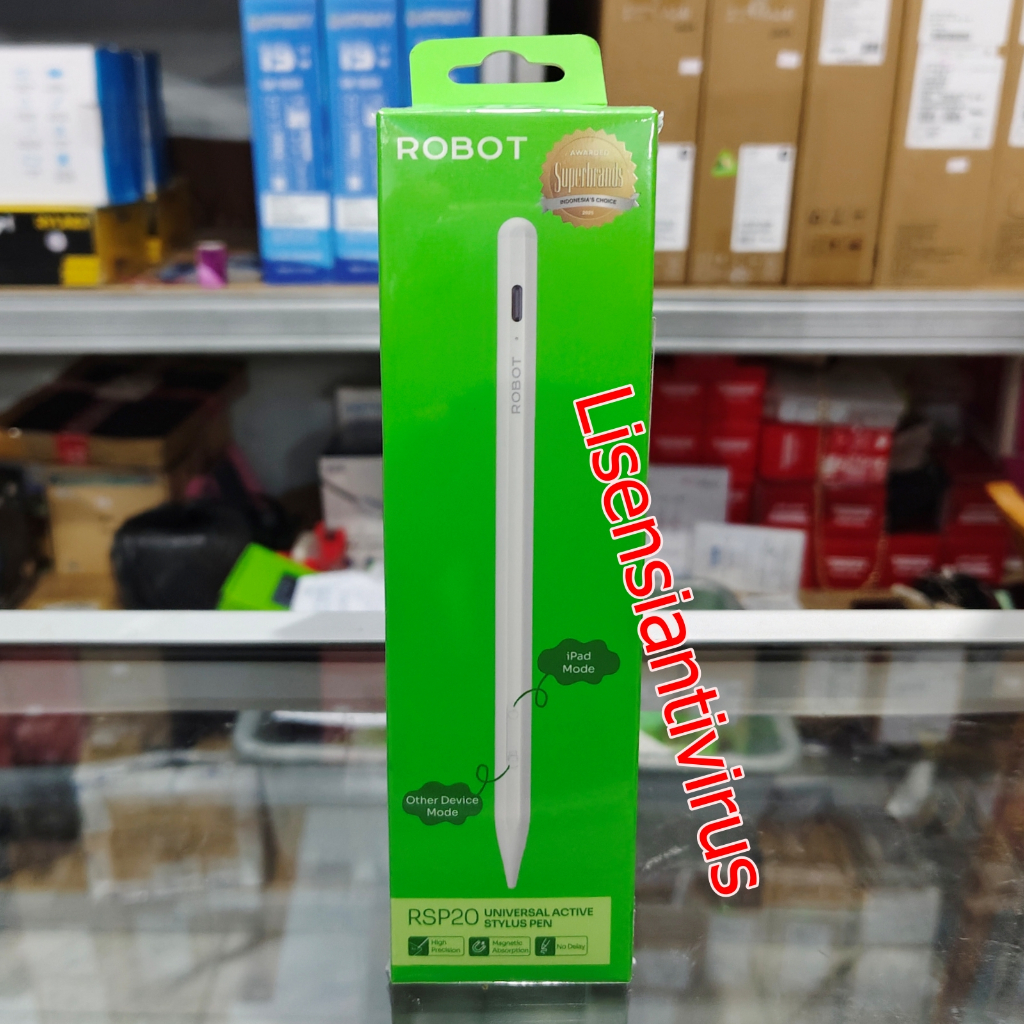 ROBOT
AWARDED
Superbrands
INDONESIA'S CHOICE
ROBOT
Lisensiantivirus
iPad
Mode
Other Device
Mode
RSP20 UNIVERSAL ACTIVE
STYLUS PEN
High
Precision
Magnetic
Absorption
No Delay